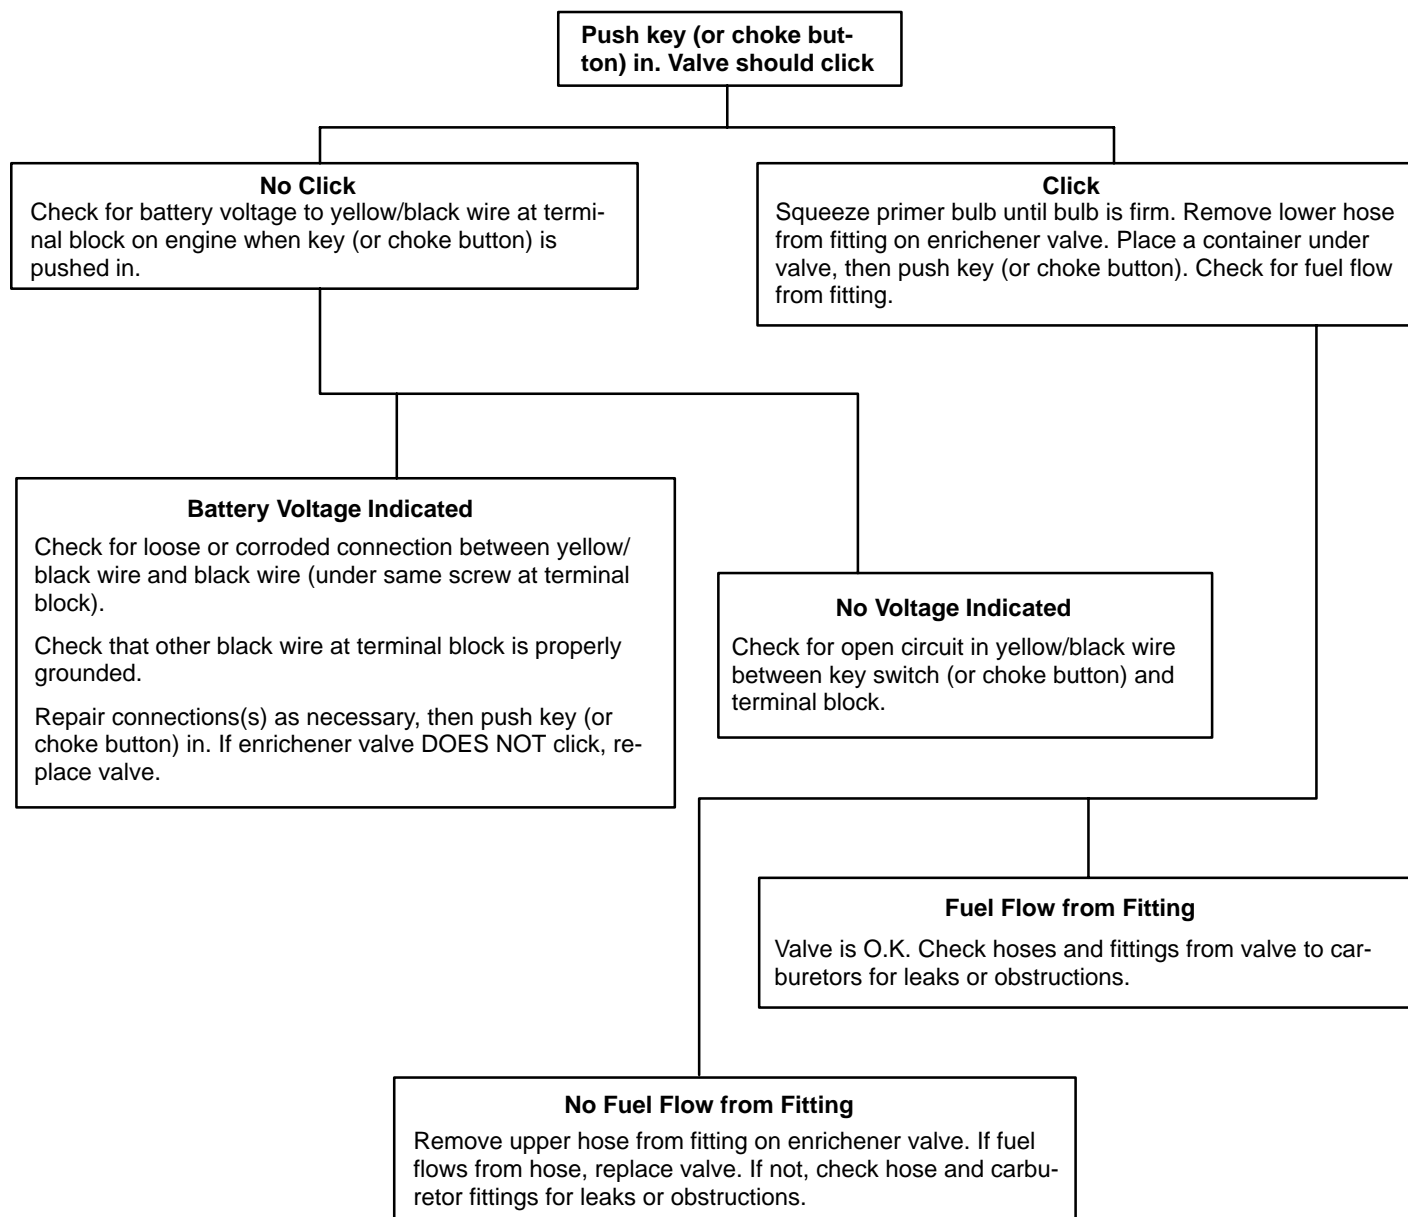 Push key (or choke but-
ton) in. Valve should click
No Click
Check for battery voltage to yellow/black wire at termi-
nal block on engine when key (or choke button) is
pushed in.
Click
Squeeze primer bulb until bulb is firm. Remove lower hose
from fitting on enrichener valve. Place a container under
valve, then push key (or choke button). Check for fuel flow
from fitting.
Battery Voltage Indicated
Check for loose or corroded connection between yellow/
black wire and black wire (under same screw at terminal
block).
Check that other black wire at terminal block is properly
grounded.
Repair connections(s) as necessary, then push key (or
choke button) in. If enrichener valve DOES NOT click, re-
place valve.
No Voltage Indicated
Check for open circuit in yellow/black wire
between key switch (or choke button) and
terminal block.
Fuel Flow from Fitting
Valve is O.K. Check hoses and fittings from valve to car-
buretors for leaks or obstructions.
No Fuel Flow from Fitting
Remove upper hose from fitting on enrichener valve. If fuel
flows from hose, replace valve. If not, check hose and carbu-
retor fittings for leaks or obstructions.